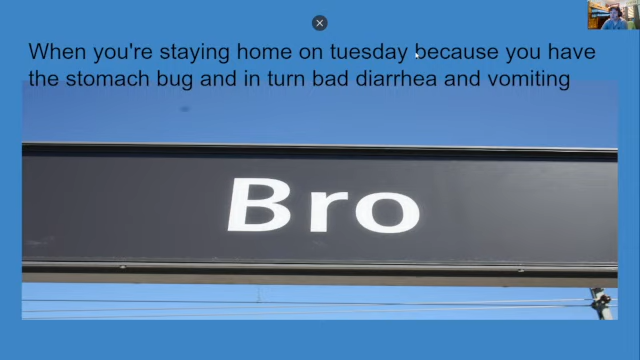 When you're staying home on tuesday because you have
the stomach bug and in turn bad diarrhea and vomiting
Bro